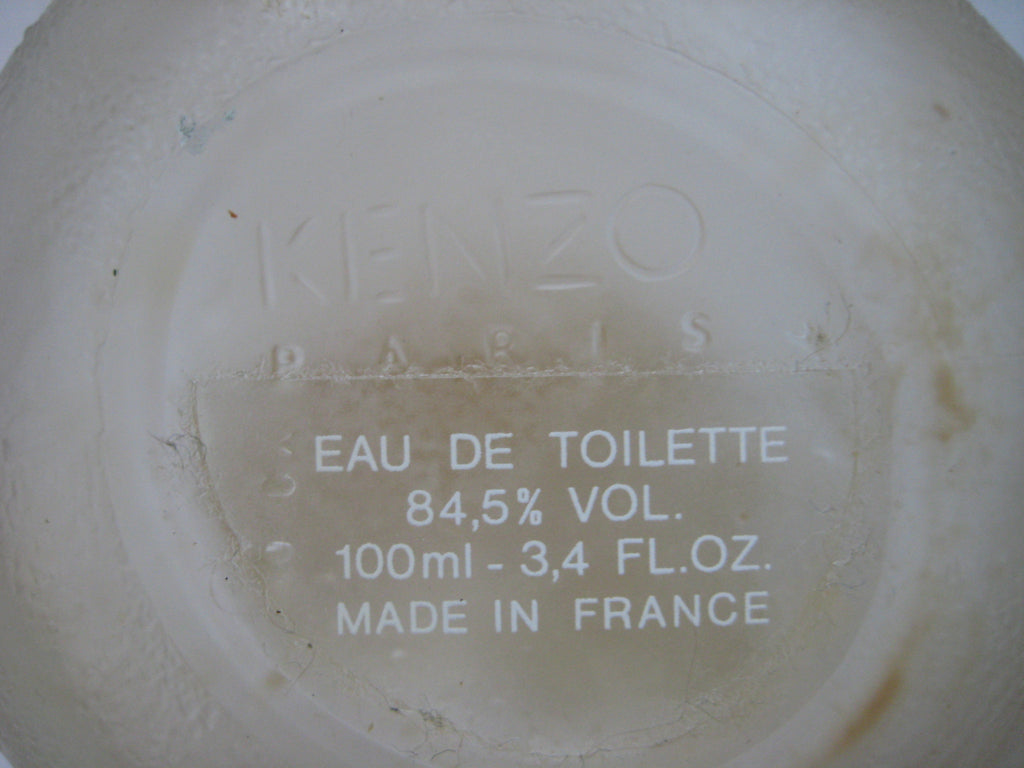 KENZO
PARIS
EAU DE TOILETTE
84,5% VOL.
100ml - 3,4 FL.OZ.
MADE IN FRANCE